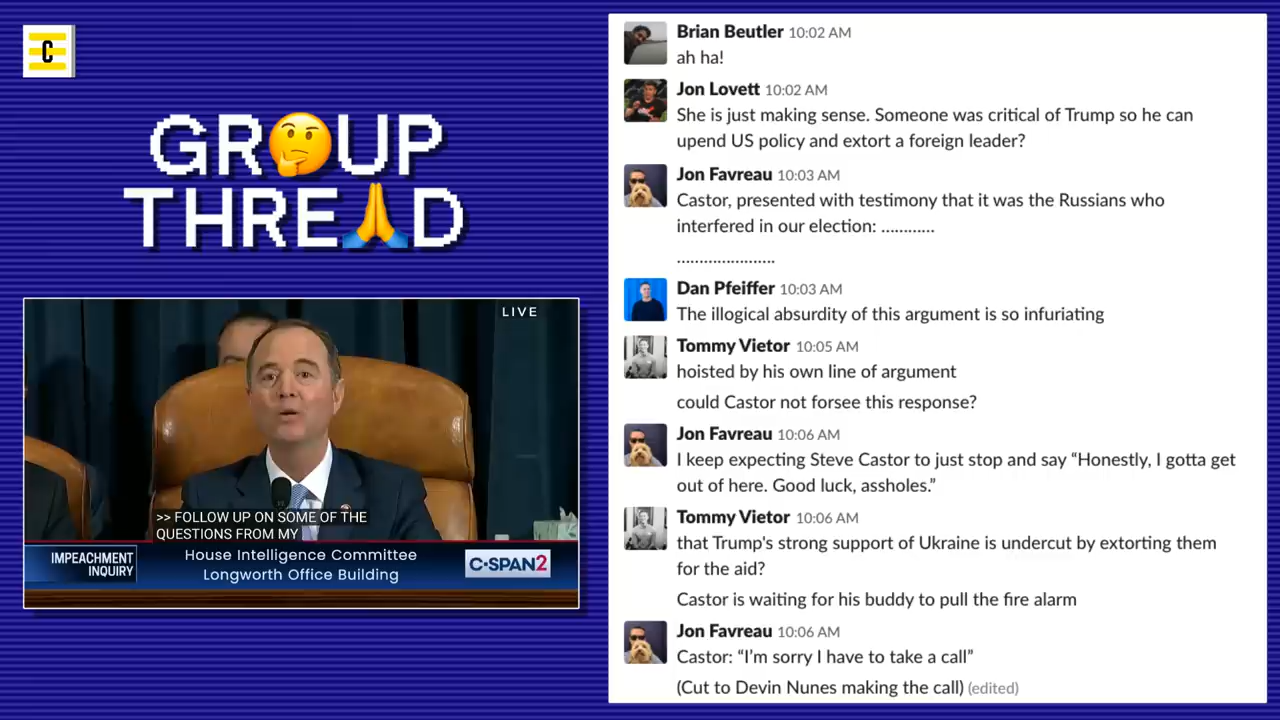 C
GR🤔UP
THRE🙏D
LIVE
>> FOLLOW UP ON SOME OF THE
QUESTIONS FROM MY
IMPEACHMENT
INQUIRY
House Intelligence Committee
Longworth Office Building
C-SPAN2
Brian Beutler 10:02 AM
ah ha!
Jon Lovett 10:02 AM
She is just making sense. Someone was critical of Trump so he can
upend US policy and extort a foreign leader?
Jon Favreau 10:03 AM
Castor, presented with testimony that it was the Russians who
interfered in our election: ............
......................
Dan Pfeiffer 10:03 AM
The illogical absurdity of this argument is so infuriating
Tommy Vietor 10:05 AM
hoisted by his own line of argument
could Castor not forsee this response?
Jon Favreau 10:06 AM
I keep expecting Steve Castor to just stop and say “Honestly, I gotta get
out of here. Good luck, assholes.”
Tommy Vietor 10:06 AM
that Trump's strong support of Ukraine is undercut by extorting them
for the aid?
Castor is waiting for his buddy to pull the fire alarm
Jon Favreau 10:06 AM
Castor: “I’m sorry I have to take a call”
(Cut to Devin Nunes making the call) (edited)